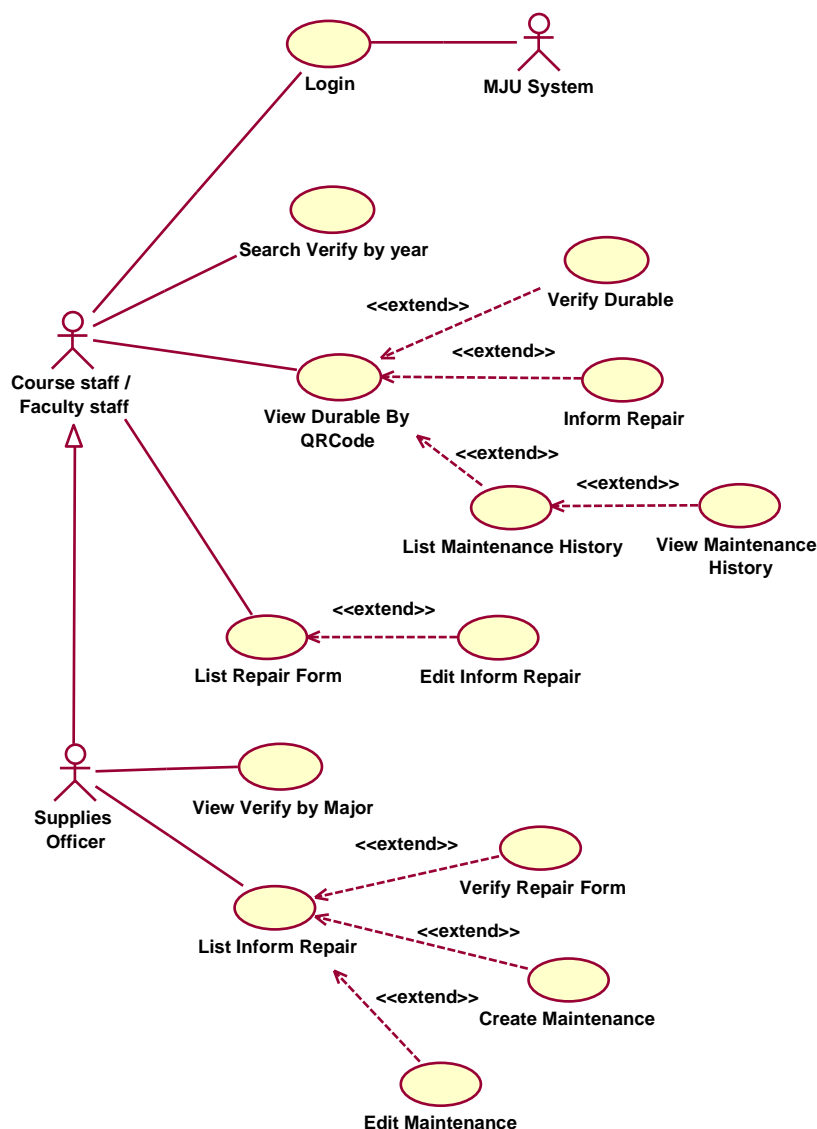 Login
MJU System
Search Verify by year
Verify Durable
<<extend>>
<<extend>>
Course staff /
Faculty staff
View Durable By
QRCode
Inform Repair
<<extend>>
<<extend>>
List Maintenance History
View Maintenance
History
<<extend>>
List Repair Form
Edit Inform Repair
View Verify by Major
Supplies
Officer
<<extend>>
Verify Repair Form
<<extend>>
List Inform Repair
<<extend>>
Create Maintenance
Edit Maintenance